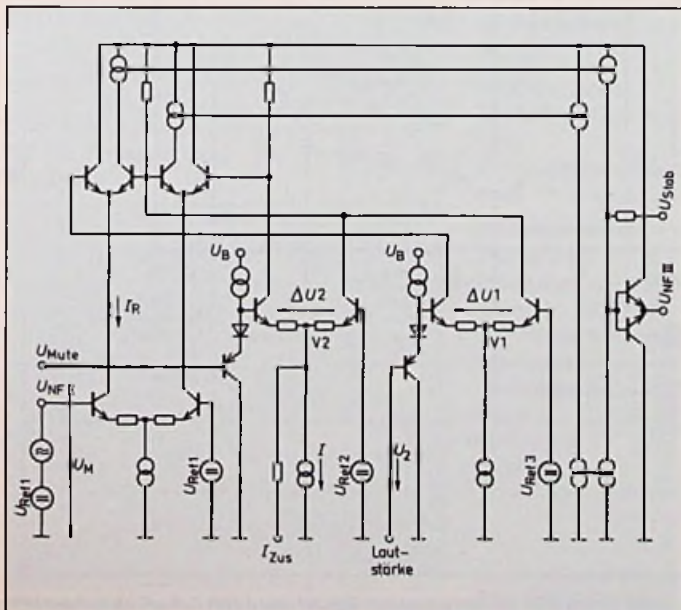 U_Stab
U_B
U_B
U_NF II
ΔU2
ΔU1
I_R
V2
V1
U_Mute
U_NF
U_M
U_Ref1
U_Ref1
I
U_Ref2
U_2
U_Ref3
I_Zus
Laut-
stärke